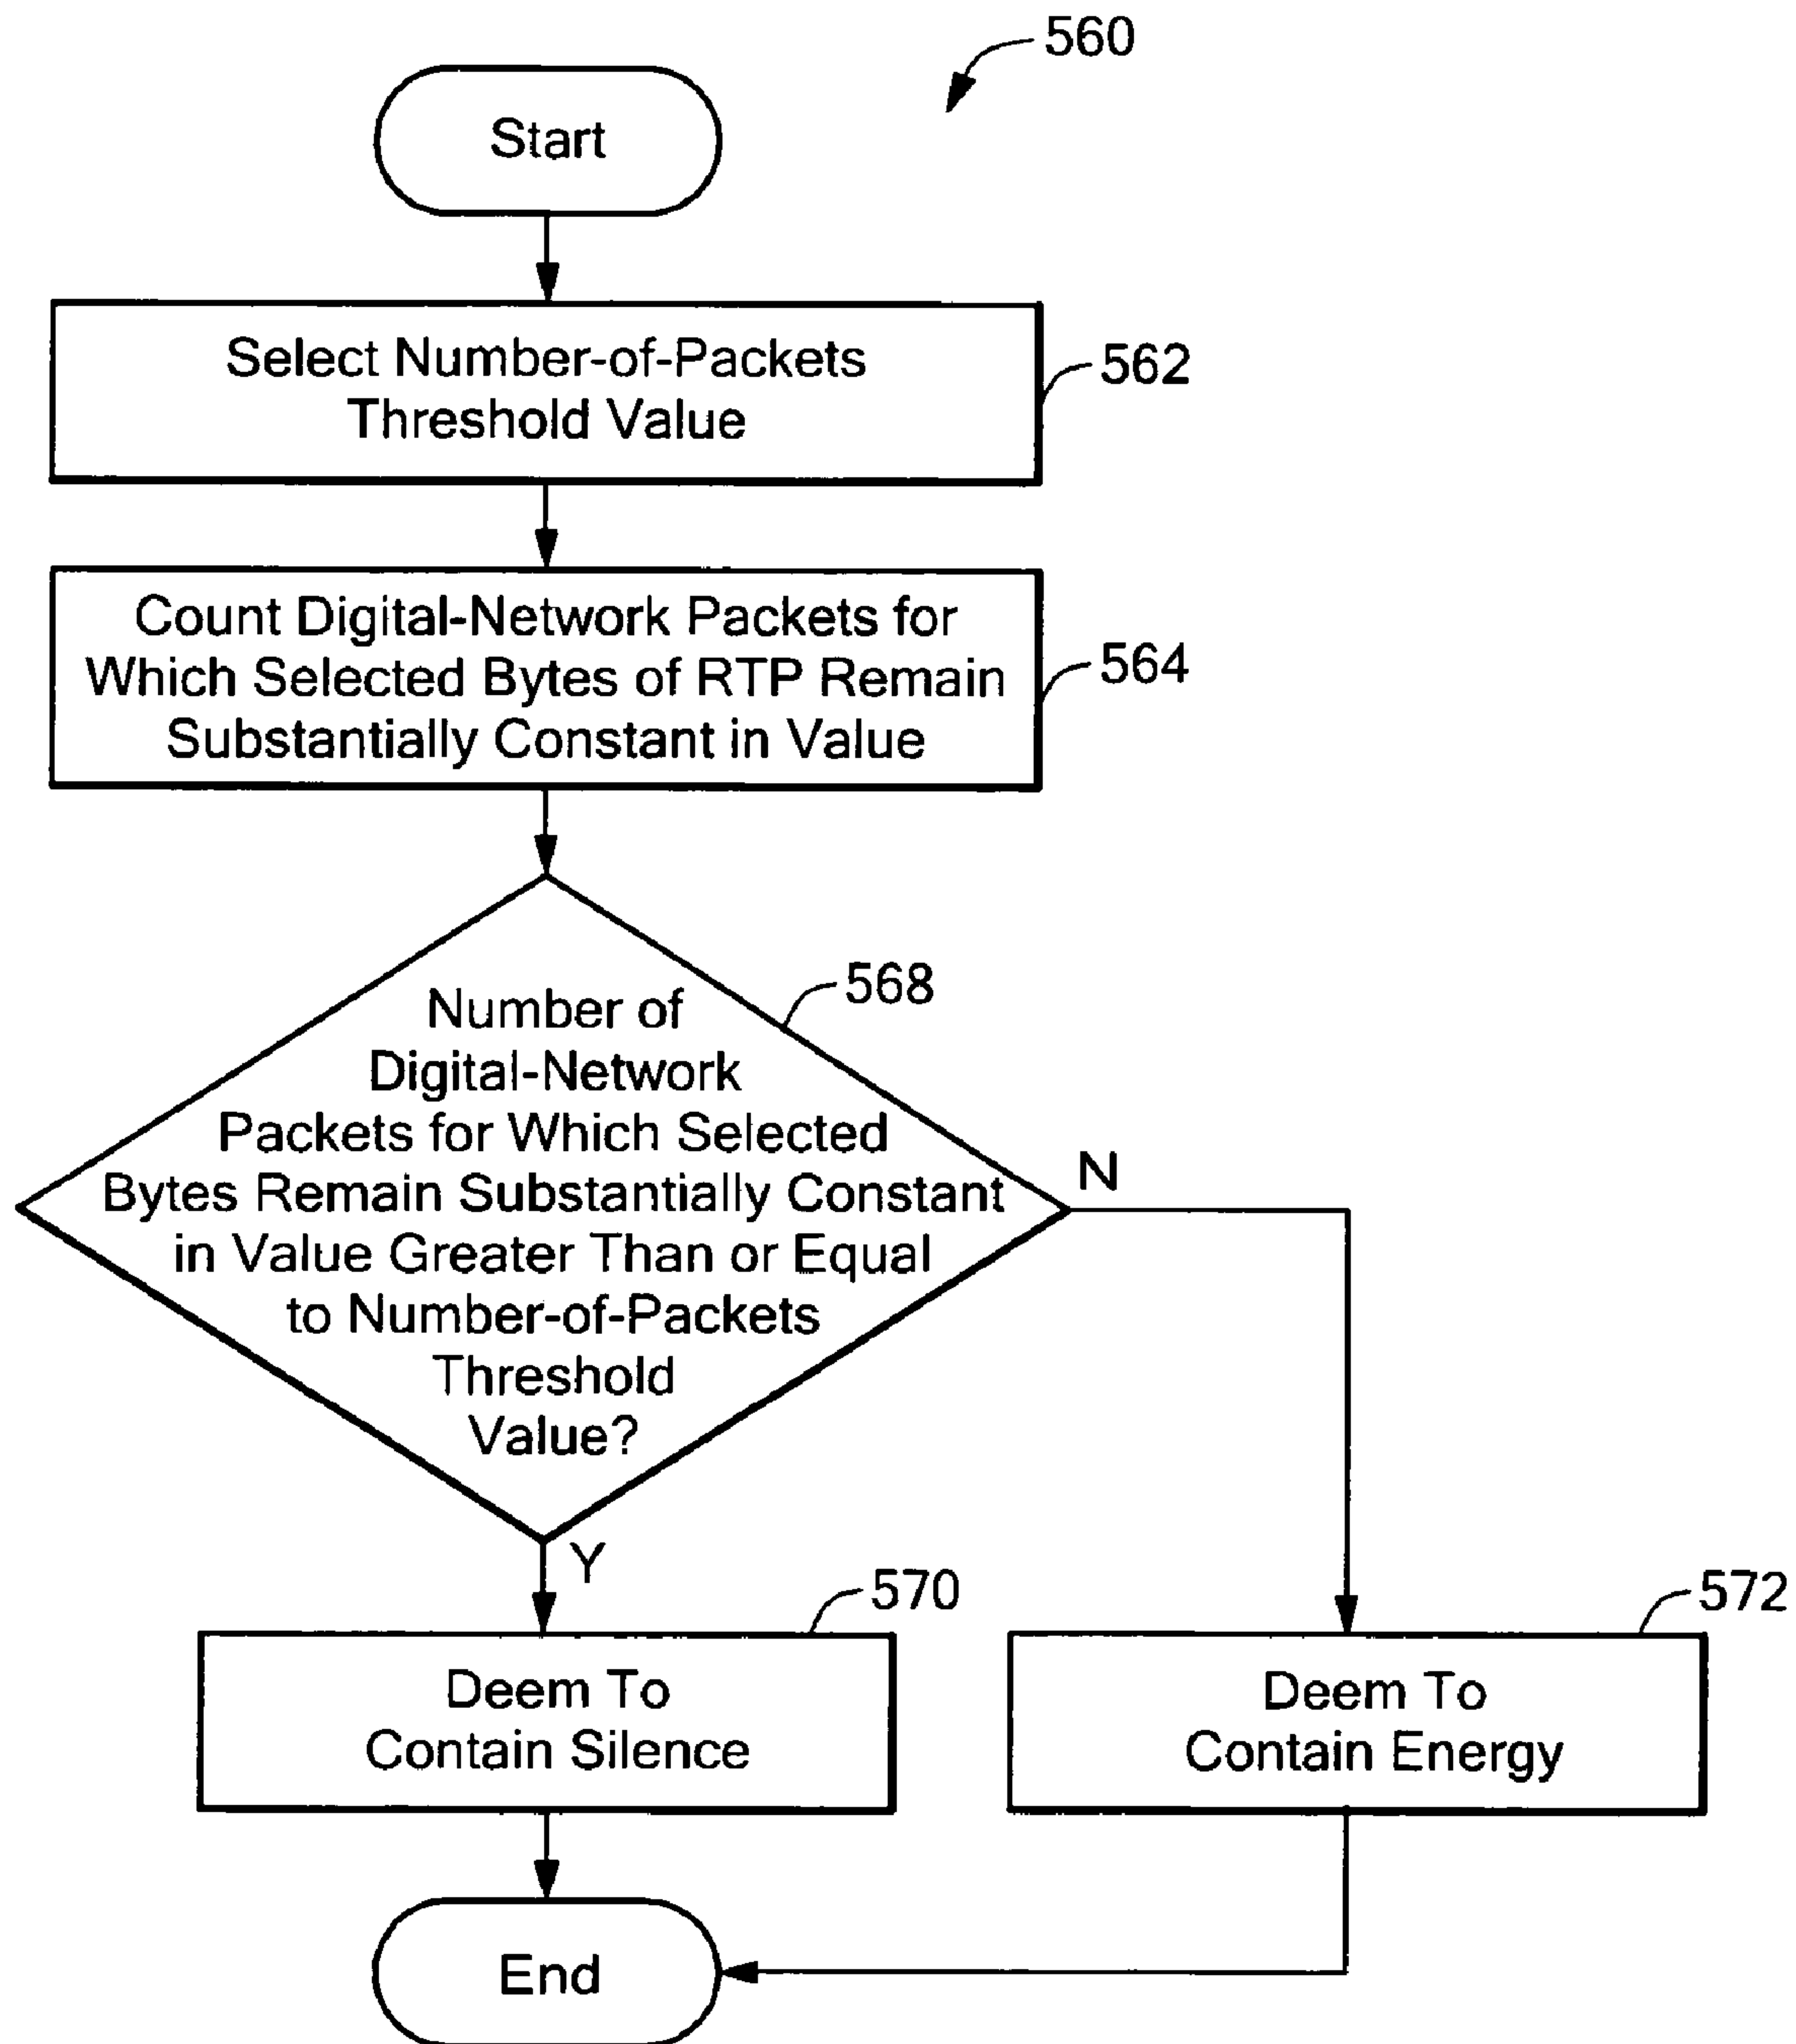 560
Start
Select Number-of-Packets
Threshold Value
562
Count Digital-Network Packets for
Which Selected Bytes of RTP Remain
Substantially Constant in Value
564
568
Number of
Digital-Network
Packets for Which Selected
Bytes Remain Substantially Constant
in Value Greater Than or Equal
to Number-of-Packets
Threshold
Value?
N
Y
570
Deem To
Contain Silence
572
Deem To
Contain Energy
End